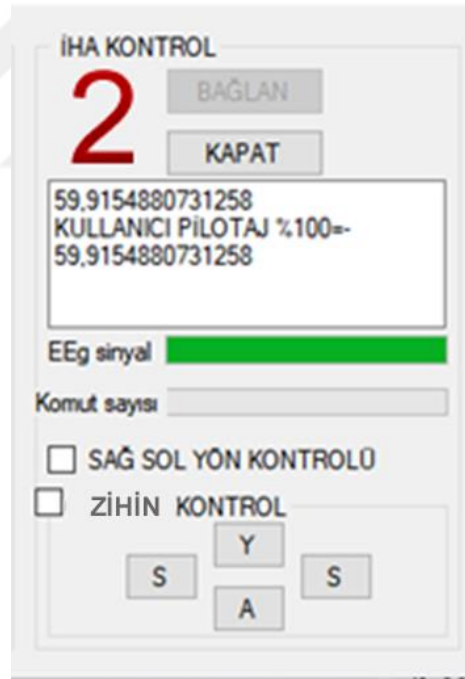 İHA KONTROL
2
BAĞLAN
KAPAT
59,9154880731258
KULLANICI PİLOTAJ %100=-
59,9154880731258
EEg sinyal
Komut sayısı
SAĞ SOL YÖN KONTROLÜ
ZİHİN KONTROL
Y
S S
A